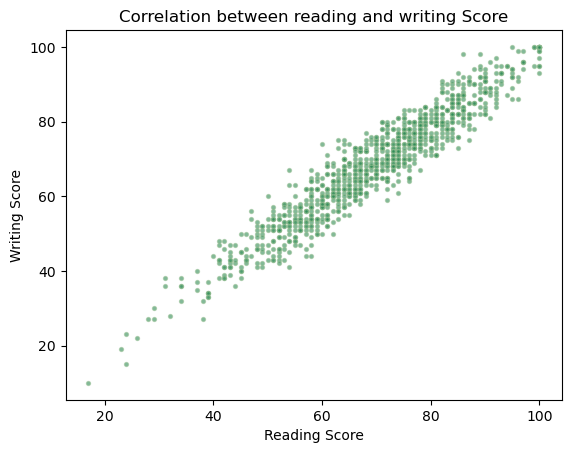 Correlation between reading and writing Score
100
80
60
40
20
Writing Score
20 40 60 80 100
Reading Score